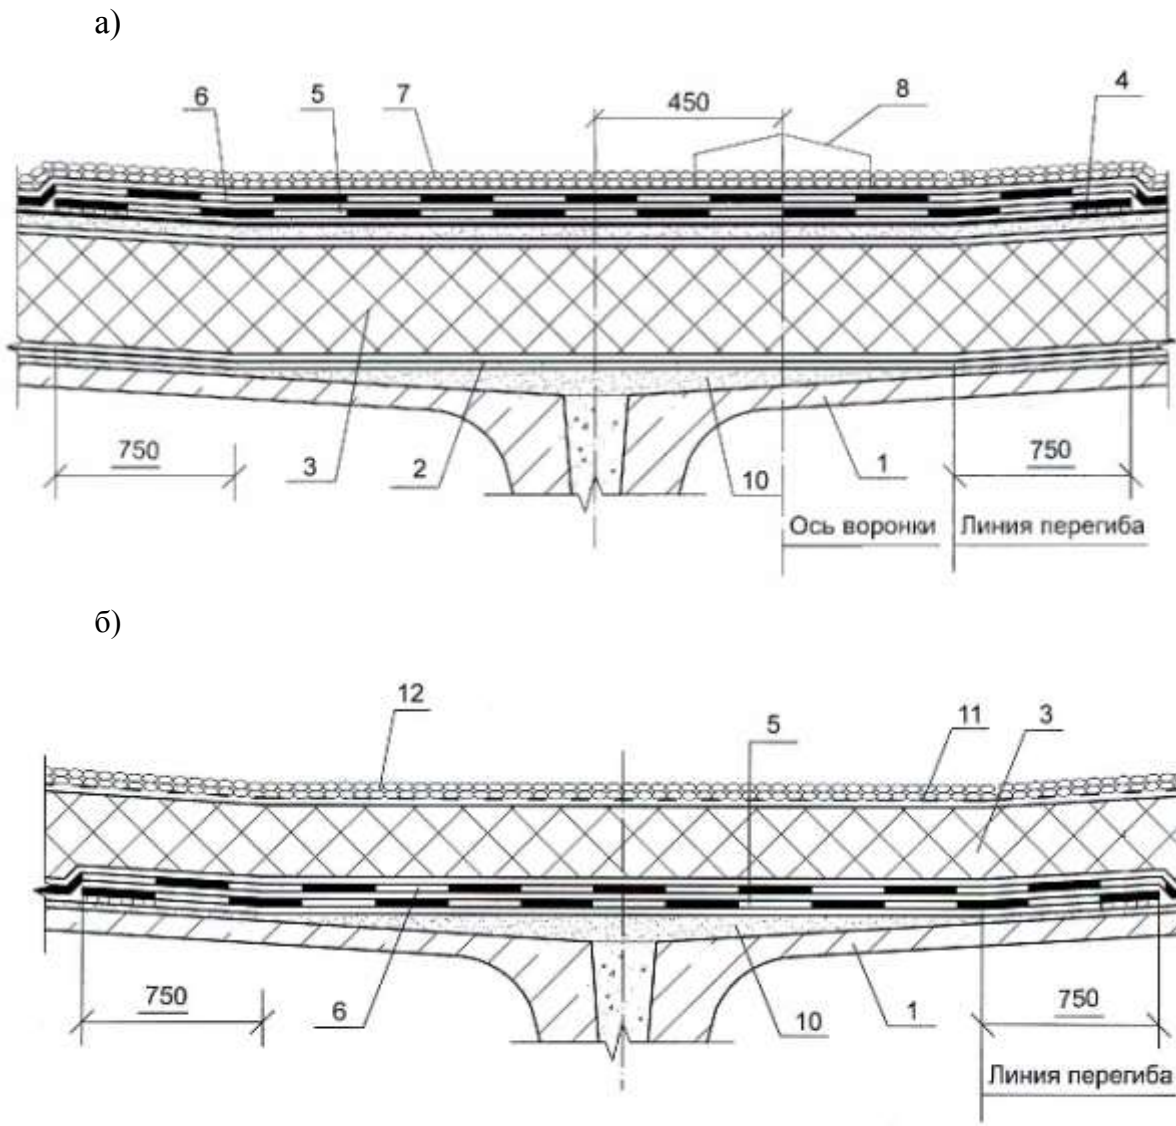 а)
6 5 7 450 8 4
750 3 2 10 1 750
Ось воронки Линия перегиба
б)
12 5 11 3
750 6 10 1 750
Линия перегиба